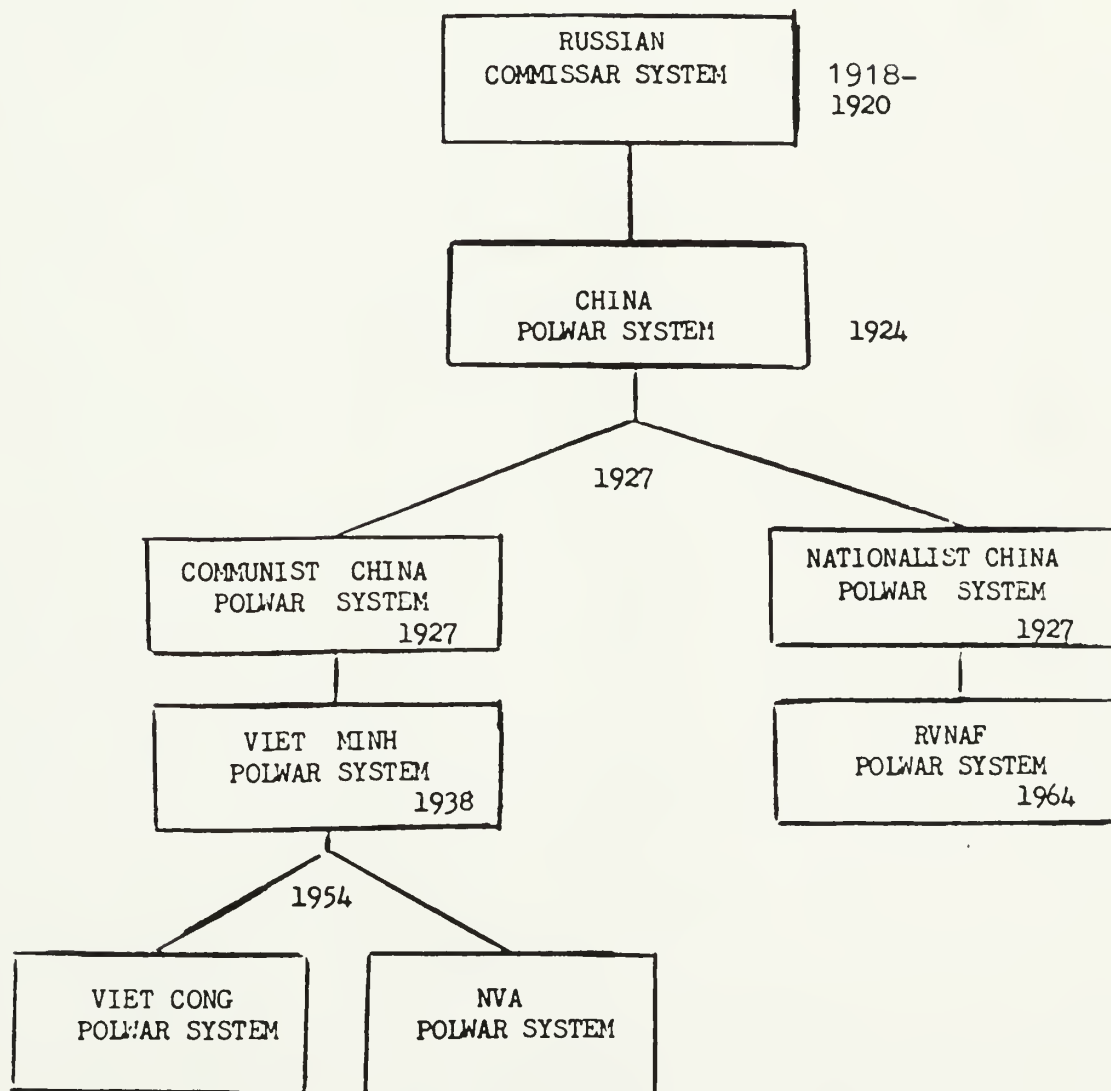 RUSSIAN
COMMISSAR SYSTEM
1918-
1920
CHINA
POLWAR SYSTEM
1924
1927
COMMUNIST CHINA
POLWAR SYSTEM
1927
NATIONALIST CHINA
POLWAR SYSTEM
1927
VIET MINH
POLWAR SYSTEM
1938
RVNAF
POLWAR SYSTEM
1964
1954
VIET CONG
POLWAR SYSTEM
NVA
POLWAR SYSTEM